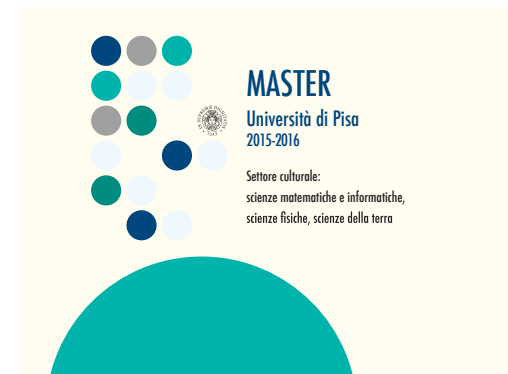 MASTER
Università di Pisa
2015-2016
Settore culturale:
scienze matematiche e informatiche,
scienze fisiche, scienze della terra